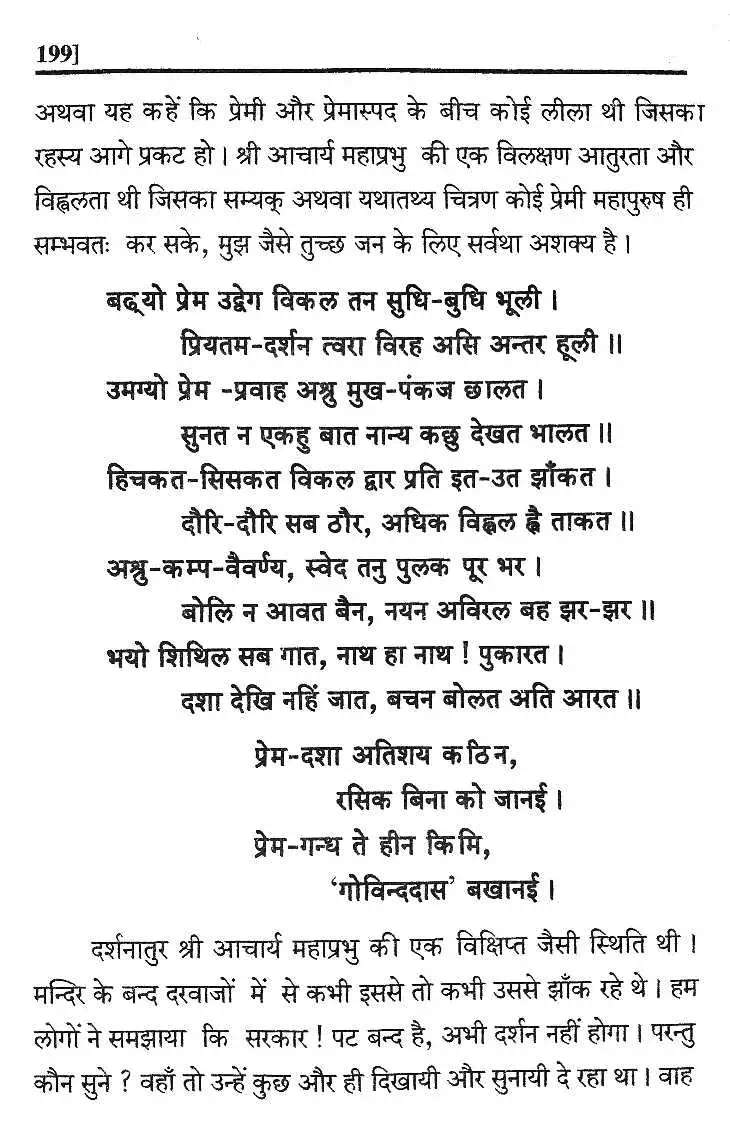 199]
अथवा यह कहें कि प्रेमी और प्रेमास्पद के बीच कोई लीला थी जिसका
रहस्य आगे प्रकट हो। श्री आचार्य महाप्रभु की एक विलक्षण आतुरता और
विह्वलता थी जिसका सम्यक् अथवा यथातथ्य चित्रण कोई प्रेमी महापुरुष ही
सम्भवतः कर सके, मुझ जैसे तुच्छ जन के लिए सर्वथा अशक्य है।
बढ्यो प्रेम उद्वेग विकल तन सुधि-बुधि भूली।
प्रियतम-दर्शन त्वरा विरह असि अन्तर हूली॥
उमग्यो प्रेम -प्रवाह अश्रु मुख-पंकज छालत।
सुनत न एकहु बात नान्य कछु देखत भालत॥
हिचकत-सिसकत विकल द्वार प्रति इत-उत झाँकत।
दौरि-दौरि सब ठौर, अधिक विह्वल ह्वै ताकत॥
अश्रु-कम्प-वैवर्ण्य, स्वेद तनु पुलक पूर भर।
बोलि न आवत बैन, नयन अविरल बह झर-झर॥
भयो शिथिल सब गात, नाथ हा नाथ! पुकारत।
दशा देखि नहिं जात, बचन बोलत अति आरत॥
प्रेम-दशा अतिशय कठिन,
रसिक बिना को जानई।
प्रेम-गन्ध ते हीन किमि,
‘गोविन्ददास’ बखानई।
दर्शनातुर श्री आचार्य महाप्रभु की एक विक्षिप्त जैसी स्थिति थी।
मन्दिर के बन्द दरवाजों में से कभी इससे तो कभी उससे झाँक रहे थे। हम
लोगों ने समझाया कि सरकार! पट बन्द है, अभी दर्शन नहीं होगा। परन्तु
कौन सुने? वहाँ तो उन्हें कुछ और ही दिखायी और सुनायी दे रहा था। वाह